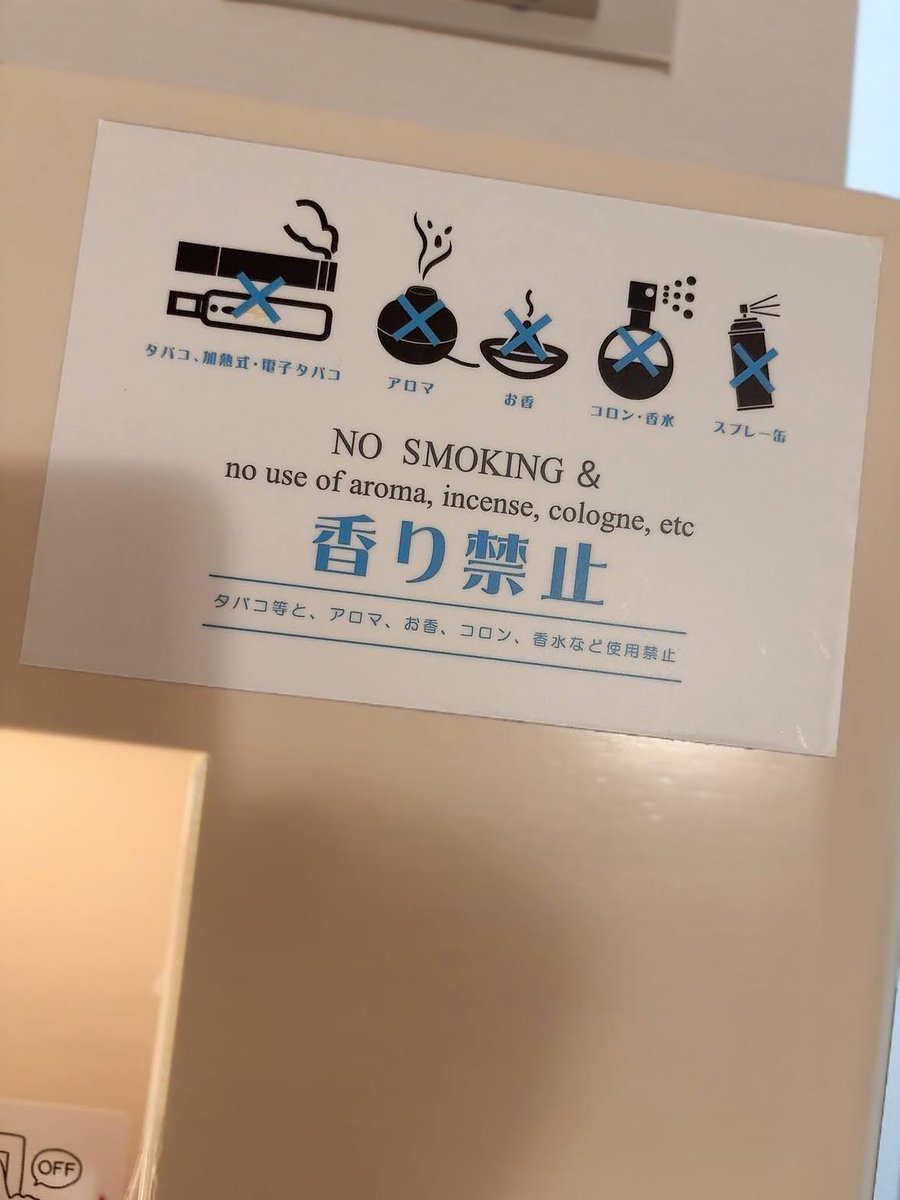 タバコ、加熱式・電子タバコ
アロマ
お香
コロン・香水
スプレー缶
NO SMOKING &
no use of aroma, incense, cologne, etc
香り禁止
タバコ等と、アロマ、お香、コロン、香水など使用禁止
OFF